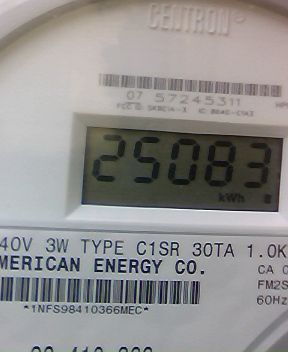 CENTRON
07 57245311
25083
kWh
40V 3W TYPE C1SR 30TA 1.0K
MERICAN ENERGY CO.
CA 0
FM2S
60Hz
*1NFS98410366MEC*